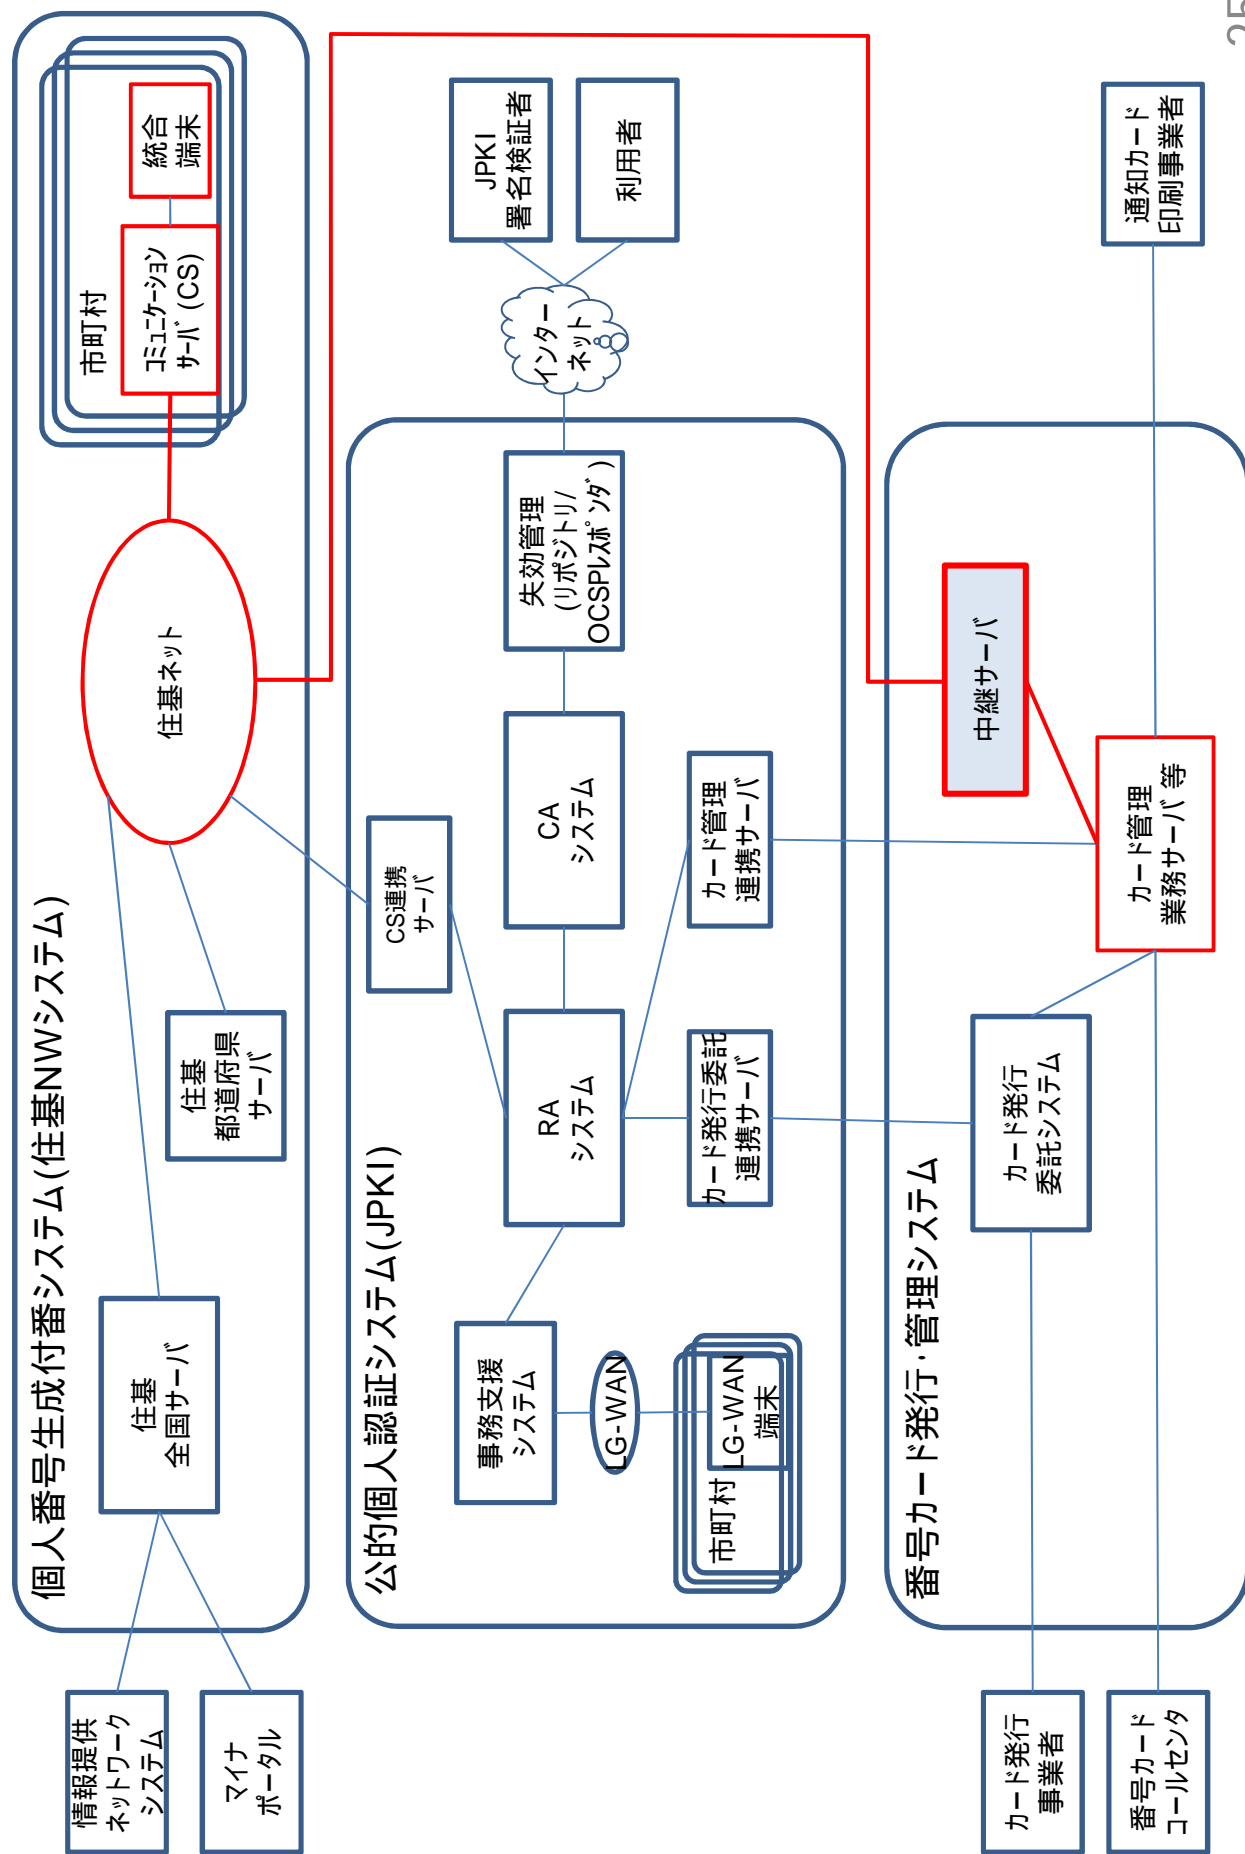 個人番号生成付番システム(住基NWシステム)
情報提供
ネットワーク
システム
マイナ
ポータル
住基
全国サーバ
住基
都道府県
サーバ
住基ネット
市町村
コミュニケーション
サーバ(CS)
統合
端末
公的個人認証システム(JPKI)
CS連携
サーバ
事務支援
システム
LG-WAN
市町村
LG-WAN
端末
RA
システム
CA
システム
失効管理
(リポジトリ/
OCSPレスポンダ)
カード発行委託
連携サーバ
カード管理
連携サーバ
インター
ネット
JPKI
署名検証者
利用者
番号カード発行・管理システム
カード発行
事業者
番号カード
コールセンタ
カード発行
委託システム
中継サーバ
カード管理
業務サーバ等
通知カード
印刷事業者
25